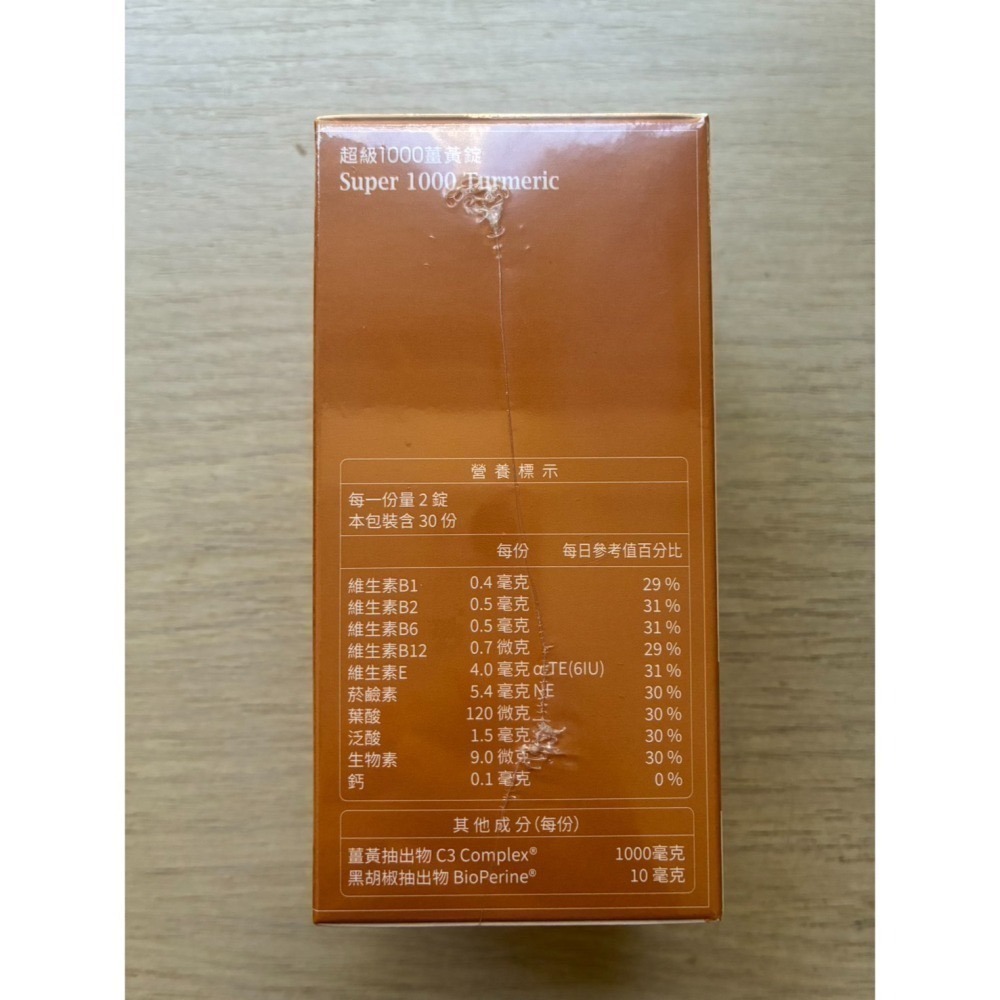 超級1000薑黃錠
Super 1000 Turmeric
營養標示
每一份量 2 錠
本包裝含 30 份
每份 每日參考值百分比
維生素B1 0.4 毫克 29 %
維生素B2 0.5 毫克 31 %
維生素B6 0.5 毫克 31 %
維生素B12 0.7 微克 29 %
維生素E 4.0 毫克 α-TE(6IU) 31 %
菸鹼素 5.4 毫克 NE 30 %
葉酸 120 微克 30 %
泛酸 1.5 毫克 30 %
生物素 9.0 微克 30 %
鈣 0.1 毫克 0 %
其他成分(每份)
薑黃抽出物 C3 Complex® 1000毫克
黑胡椒抽出物 BioPerine® 10 毫克